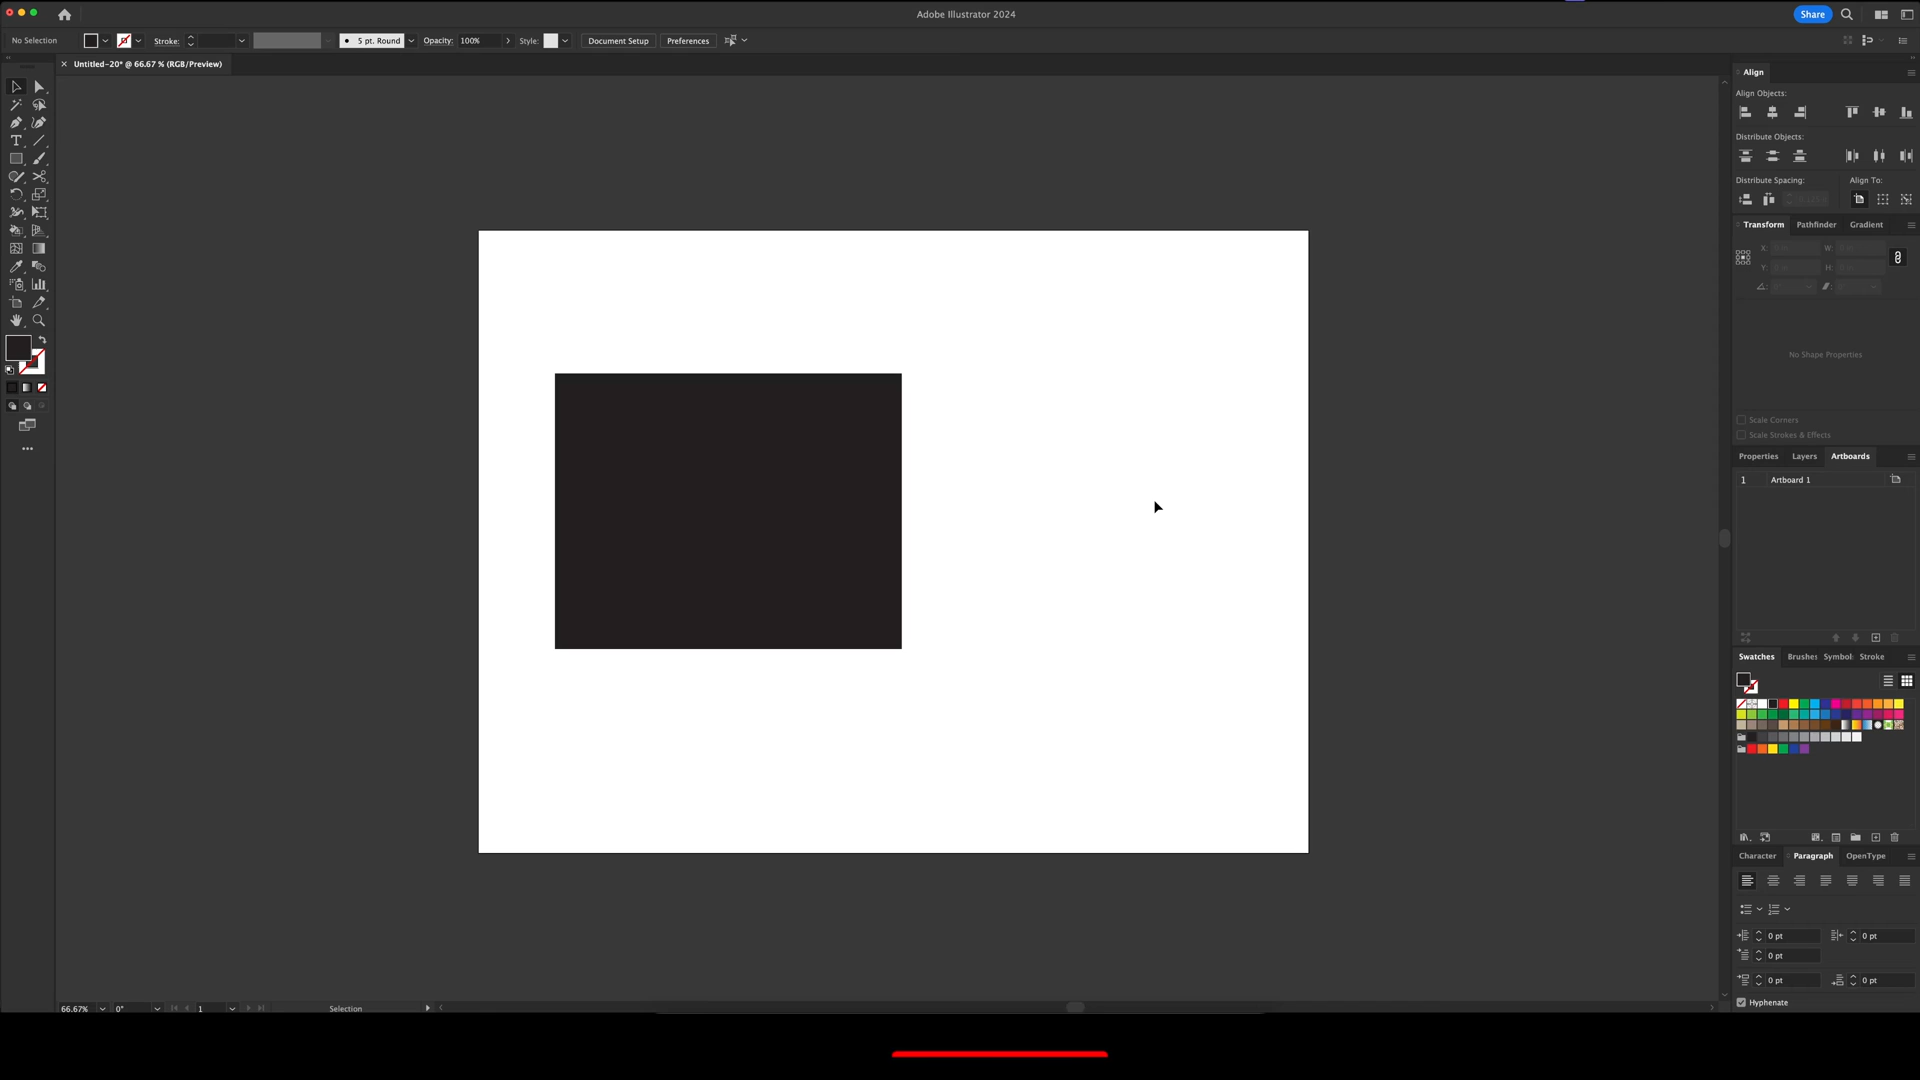 Adobe Illustrator 2024
Share
No Selection
Stroke:
5 pt. Round
Opacity:
100%
Style:
Document Setup
Preferences
Untitled-20* @ 66.67 % (RGB/Preview)
Align
Align Objects:
Distribute Objects:
Distribute Spacing:
Align To:
Transform
Pathfinder
Gradient
X:
W:
Y:
H:
No Shape Properties
Scale Corners
Scale Strokes & Effects
Properties
Layers
Artboards
1
Artboard 1
Swatches
Brushes
Symbol
Stroke
Character
Paragraph
OpenType
0 pt
0 pt
0 pt
0 pt
0 pt
Hyphenate
66.67%
0°
1
Selection